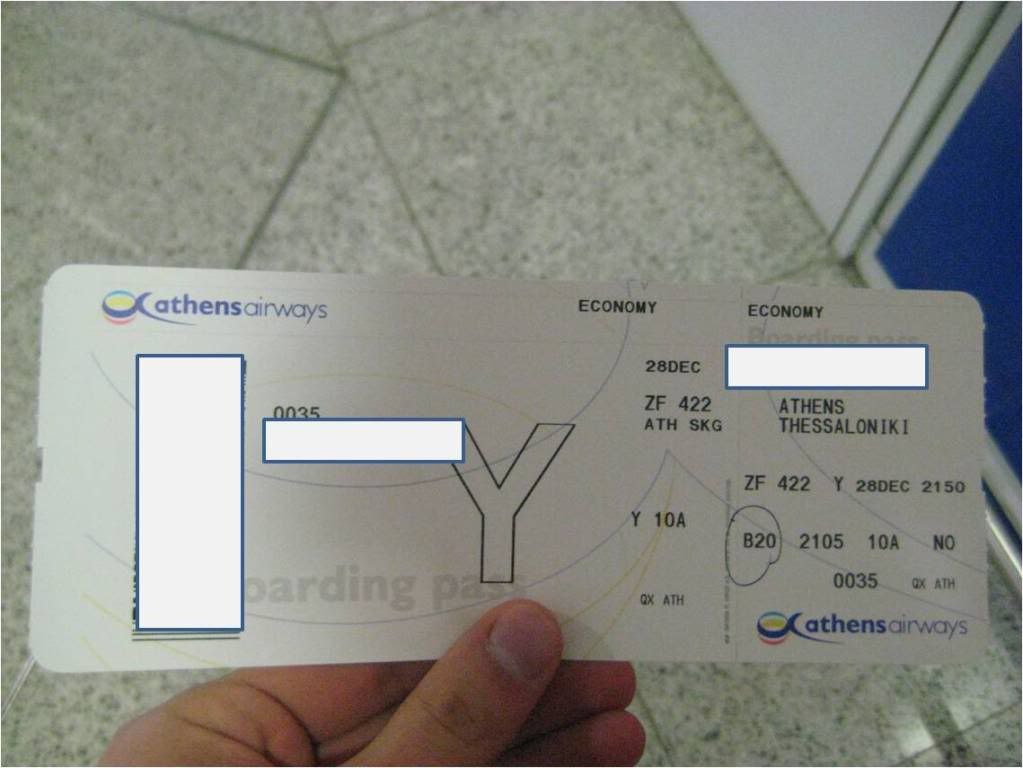 athensairways
ECONOMY
0035
Y
Boarding pass
28DEC
ZF 422
ATH SKG
Y 10A
QX ATH
ECONOMY
Boarding pass
ATHENS
THESSALONIKI
ZF 422 Y 28DEC 2150
B20 2105 10A NO
0035 QX ATH
athensairways